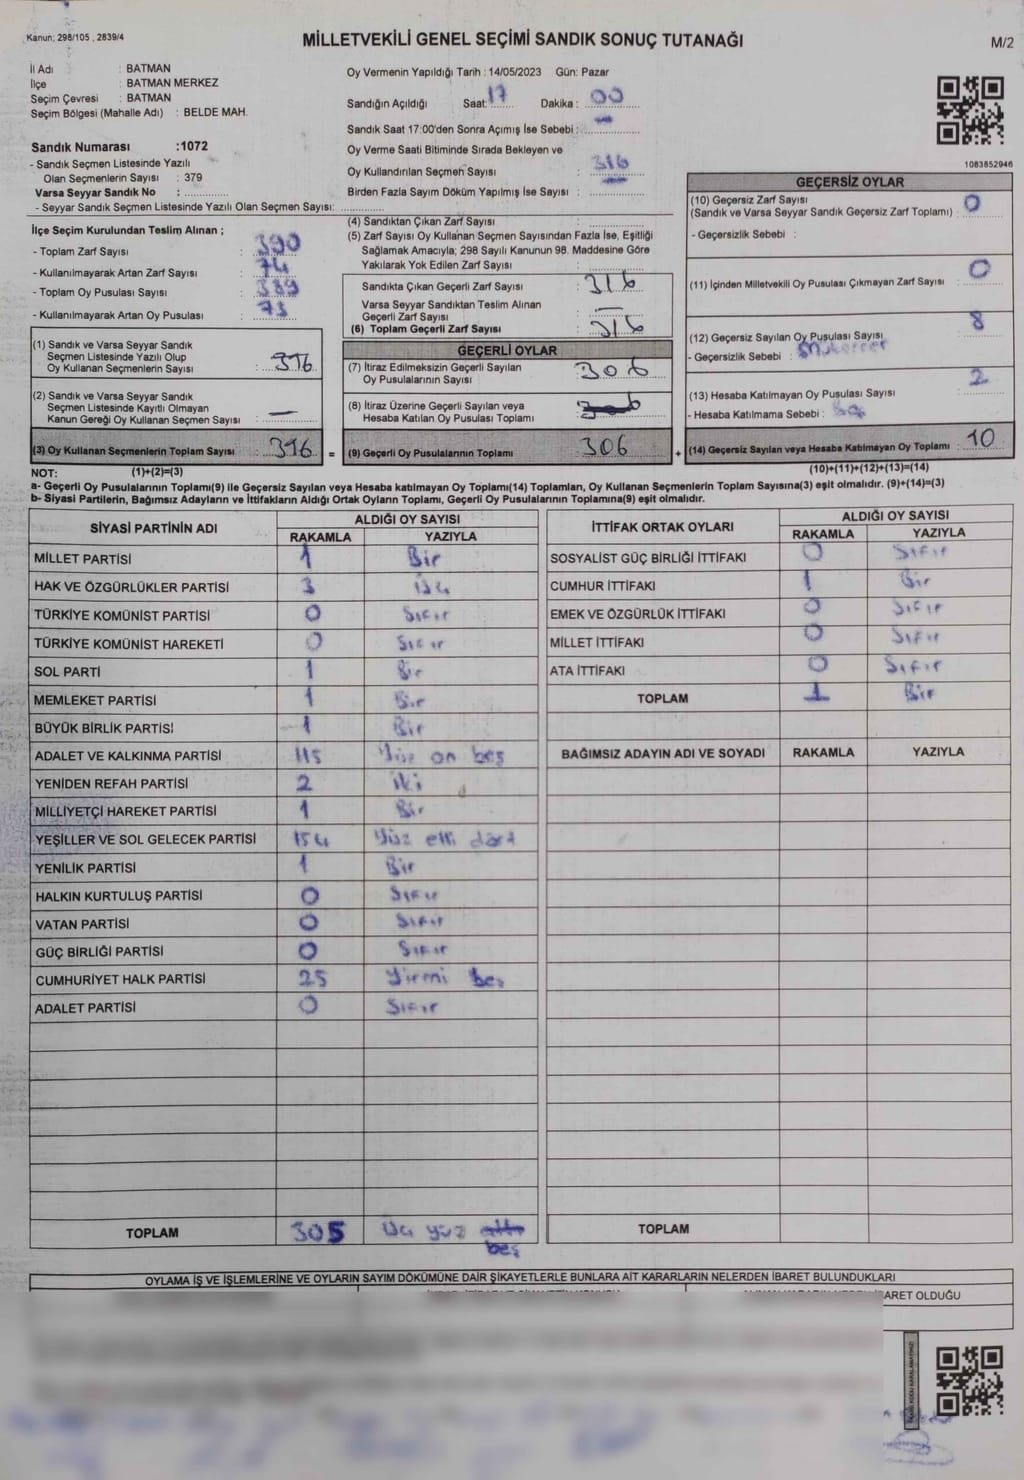 Kanun; 298/105 , 2839/4
MİLLETVEKİLİ GENEL SEÇİMİ SANDIK SONUÇ TUTANAĞI
M/2
İl Adı : BATMAN
İlçe : BATMAN MERKEZ
Seçim Çevresi : BATMAN
Seçim Bölgesi (Mahalle Adı) : BELDE MAH.
Sandık Numarası :1072
- Sandık Seçmen Listesinde Yazılı
Olan Seçmenlerin Sayısı : 379
Varsa Seyyar Sandık No :
- Seyyar Sandık Seçmen Listesinde Yazılı Olan Seçmen Sayısı:
Oy Vermenin Yapıldığı Tarih : 14/05/2023 Gün: Pazar
Sandığın Açıldığı Saat: 17 Dakika : 00
Sandık Saat 17:00'den Sonra Açımış İse Sebebi : —
Oy Verme Saati Bitiminde Sırada Bekleyen ve
Oy Kullandırılan Seçmen Sayısı : 316
Birden Fazla Sayım Döküm Yapılmış İse Sayısı : —
1083852946
İlçe Seçim Kurulundan Teslim Alınan ;
- Toplam Zarf Sayısı : 390
- Kullanılmayarak Artan Zarf Sayısı : 74
- Toplam Oy Pusulası Sayısı : 389
- Kullanılmayarak Artan Oy Pusulası : 73
(1) Sandık ve Varsa Seyyar Sandık
Seçmen Listesinde Yazılı Olup
Oy Kullanan Seçmenlerin Sayısı : 316
(2) Sandık ve Varsa Seyyar Sandık
Seçmen Listesinde Kayıtlı Olmayan
Kanun Gereği Oy Kullanan Seçmen Sayısı : —
(3) Oy Kullanan Seçmenlerin Toplam Sayısı : 316 =
(4) Sandıktan Çıkan Zarf Sayısı :
(5) Zarf Sayısı Oy Kullanan Seçmen Sayısından Fazla İse, Eşitliği
Sağlamak Amacıyla; 298 Sayılı Kanunun 98. Maddesine Göre
Yakılarak Yok Edilen Zarf Sayısı :
Sandıkta Çıkan Geçerli Zarf Sayısı : 316
Varsa Seyyar Sandıktan Teslim Alınan
Geçerli Zarf Sayısı : —
(6) Toplam Geçerli Zarf Sayısı : 316
GEÇERLİ OYLAR
(7) İtiraz Edilmeksizin Geçerli Sayılan
Oy Pusulalarının Sayısı : 306
(8) İtiraz Üzerine Geçerli Sayılan veya
Hesaba Katılan Oy Pusulası Toplamı :
(9) Geçerli Oy Pusulalarının Toplamı : 306 +
GEÇERSİZ OYLAR
(10) Geçersiz Zarf Sayısı
(Sandık ve Varsa Seyyar Sandık Geçersiz Zarf Toplamı) : 0
- Geçersizlik Sebebi :
(11) İçinden Milletvekili Oy Pusulası Çıkmayan Zarf Sayısı : 0
(12) Geçersiz Sayılan Oy Pusulası Sayısı : 8
- Geçersizlik Sebebi :
(13) Hesaba Katılmayan Oy Pusulası Sayısı : 2
- Hesaba Katılmama Sebebi :
(14) Geçersiz Sayılan veya Hesaba Katılmayan Oy Toplamı : 10
NOT: (1)+(2)=(3) (10)+(11)+(12)+(13)=(14)
a- Geçerli Oy Pusulalarının Toplamı(9) ile Geçersiz Sayılan veya Hesaba katılmayan Oy Toplamı(14) Toplamları, Oy Kullanan Seçmenlerin Toplam Sayısına(3) eşit olmalıdır. (9)+(14)=(3)
b- Siyasi Partilerin, Bağımsız Adayların ve İttifakların Aldığı Ortak Oyların Toplamı, Geçerli Oy Pusulalarının Toplamına(9) eşit olmalıdır.
SİYASİ PARTİNİN ADI ALDIĞI OY SAYISI
RAKAMLA YAZIYLA
MİLLET PARTİSİ 1 Bir
HAK VE ÖZGÜRLÜKLER PARTİSİ 3 Üç
TÜRKİYE KOMÜNİST PARTİSİ 0 Sıfır
TÜRKİYE KOMÜNİST HAREKETİ 0 Sıfır
SOL PARTİ 1 Bir
MEMLEKET PARTİSİ 1 Bir
BÜYÜK BİRLİK PARTİSİ 1 Bir
ADALET VE KALKINMA PARTİSİ 115 Yüz on beş
YENİDEN REFAH PARTİSİ 2 iki
MİLLİYETÇİ HAREKET PARTİSİ 1 Bir
YEŞİLLER VE SOL GELECEK PARTİSİ 154 Yüz elli dört
YENİLİK PARTİSİ 1 Bir
HALKIN KURTULUŞ PARTİSİ 0 Sıfır
VATAN PARTİSİ 0 Sıfır
GÜÇ BİRLİĞİ PARTİSİ 0 Sıfır
CUMHURİYET HALK PARTİSİ 25 Yirmi beş
ADALET PARTİSİ 0 Sıfır
TOPLAM 305 Üç yüz altı
beş
İTTİFAK ORTAK OYLARI ALDIĞI OY SAYISI
RAKAMLA YAZIYLA
SOSYALİST GÜÇ BİRLİĞİ İTTİFAKI 0 Sıfır
CUMHUR İTTİFAKI 1 Bir
EMEK VE ÖZGÜRLÜK İTTİFAKI 0 Sıfır
MİLLET İTTİFAKI 0 Sıfır
ATA İTTİFAKI 0 Sıfır
TOPLAM 1 Bir
BAĞIMSIZ ADAYIN ADI VE SOYADI RAKAMLA YAZIYLA
TOPLAM
OYLAMA İŞ VE İŞLEMLERİNE VE OYLARIN SAYIM DÖKÜMÜNE DAİR ŞİKAYETLERLE BUNLARA AİT KARARLARIN NELERDEN İBARET BULUNDUKLARI
BARET OLDUĞU